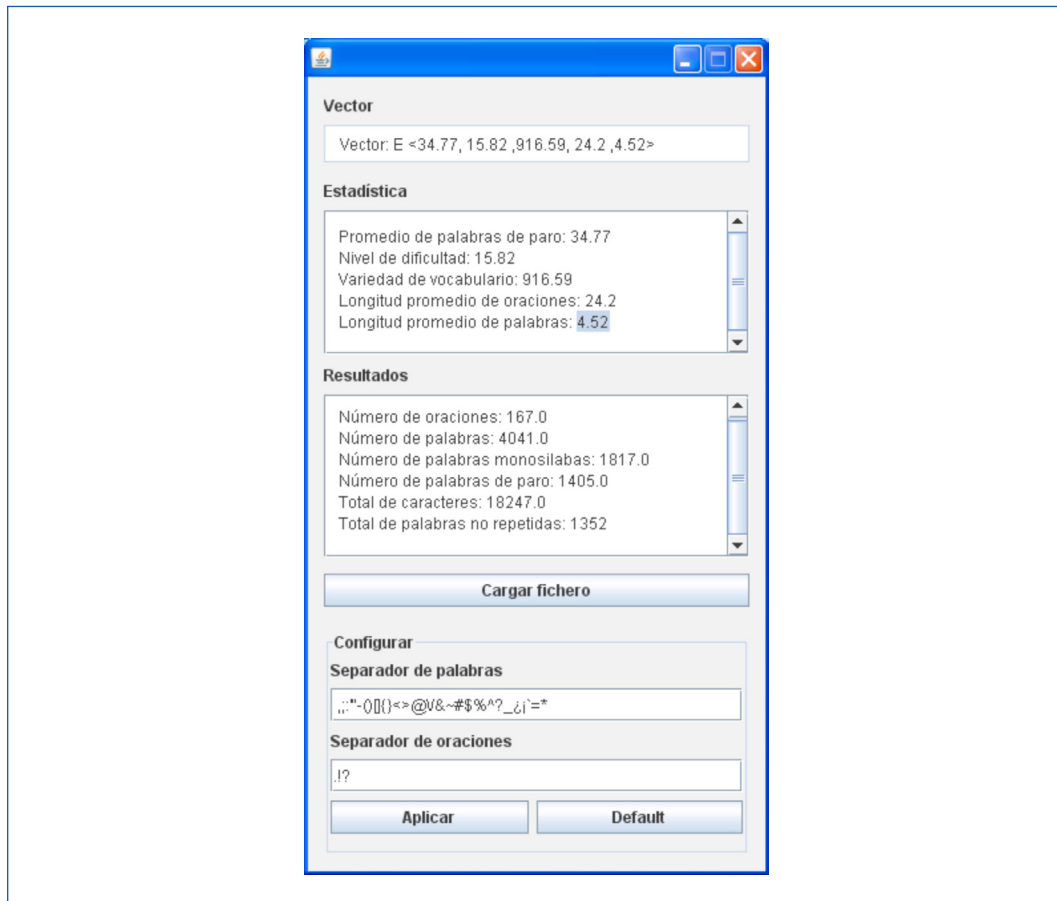 Vector
Vector: E <34.77, 15.82 ,916.59, 24.2 ,4.52>
Estadística
Promedio de palabras de paro: 34.77
Nivel de dificultad: 15.82
Variedad de vocabulario: 916.59
Longitud promedio de oraciones: 24.2
Longitud promedio de palabras: 4.52
Resultados
Número de oraciones: 167.0
Número de palabras: 4041.0
Número de palabras monosilabas: 1817.0
Número de palabras de paro: 1405.0
Total de caracteres: 18247.0
Total de palabras no repetidas: 1352
Cargar fichero
Configurar
Separador de palabras
,;:"-()[]{}<>@\/&~#$%^?_¿¡`=*
Separador de oraciones
.!?
Aplicar Default